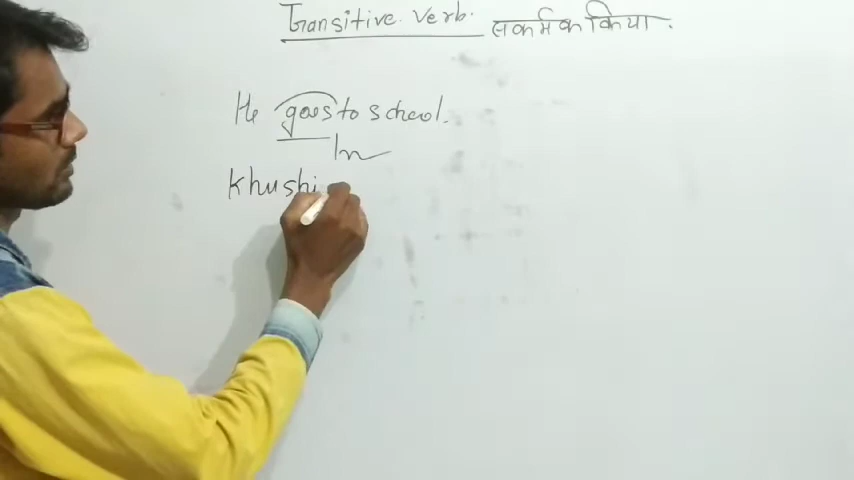 Transitive. Verb. सकर्मक क्रिया.
He goes to school.
In
Khushi